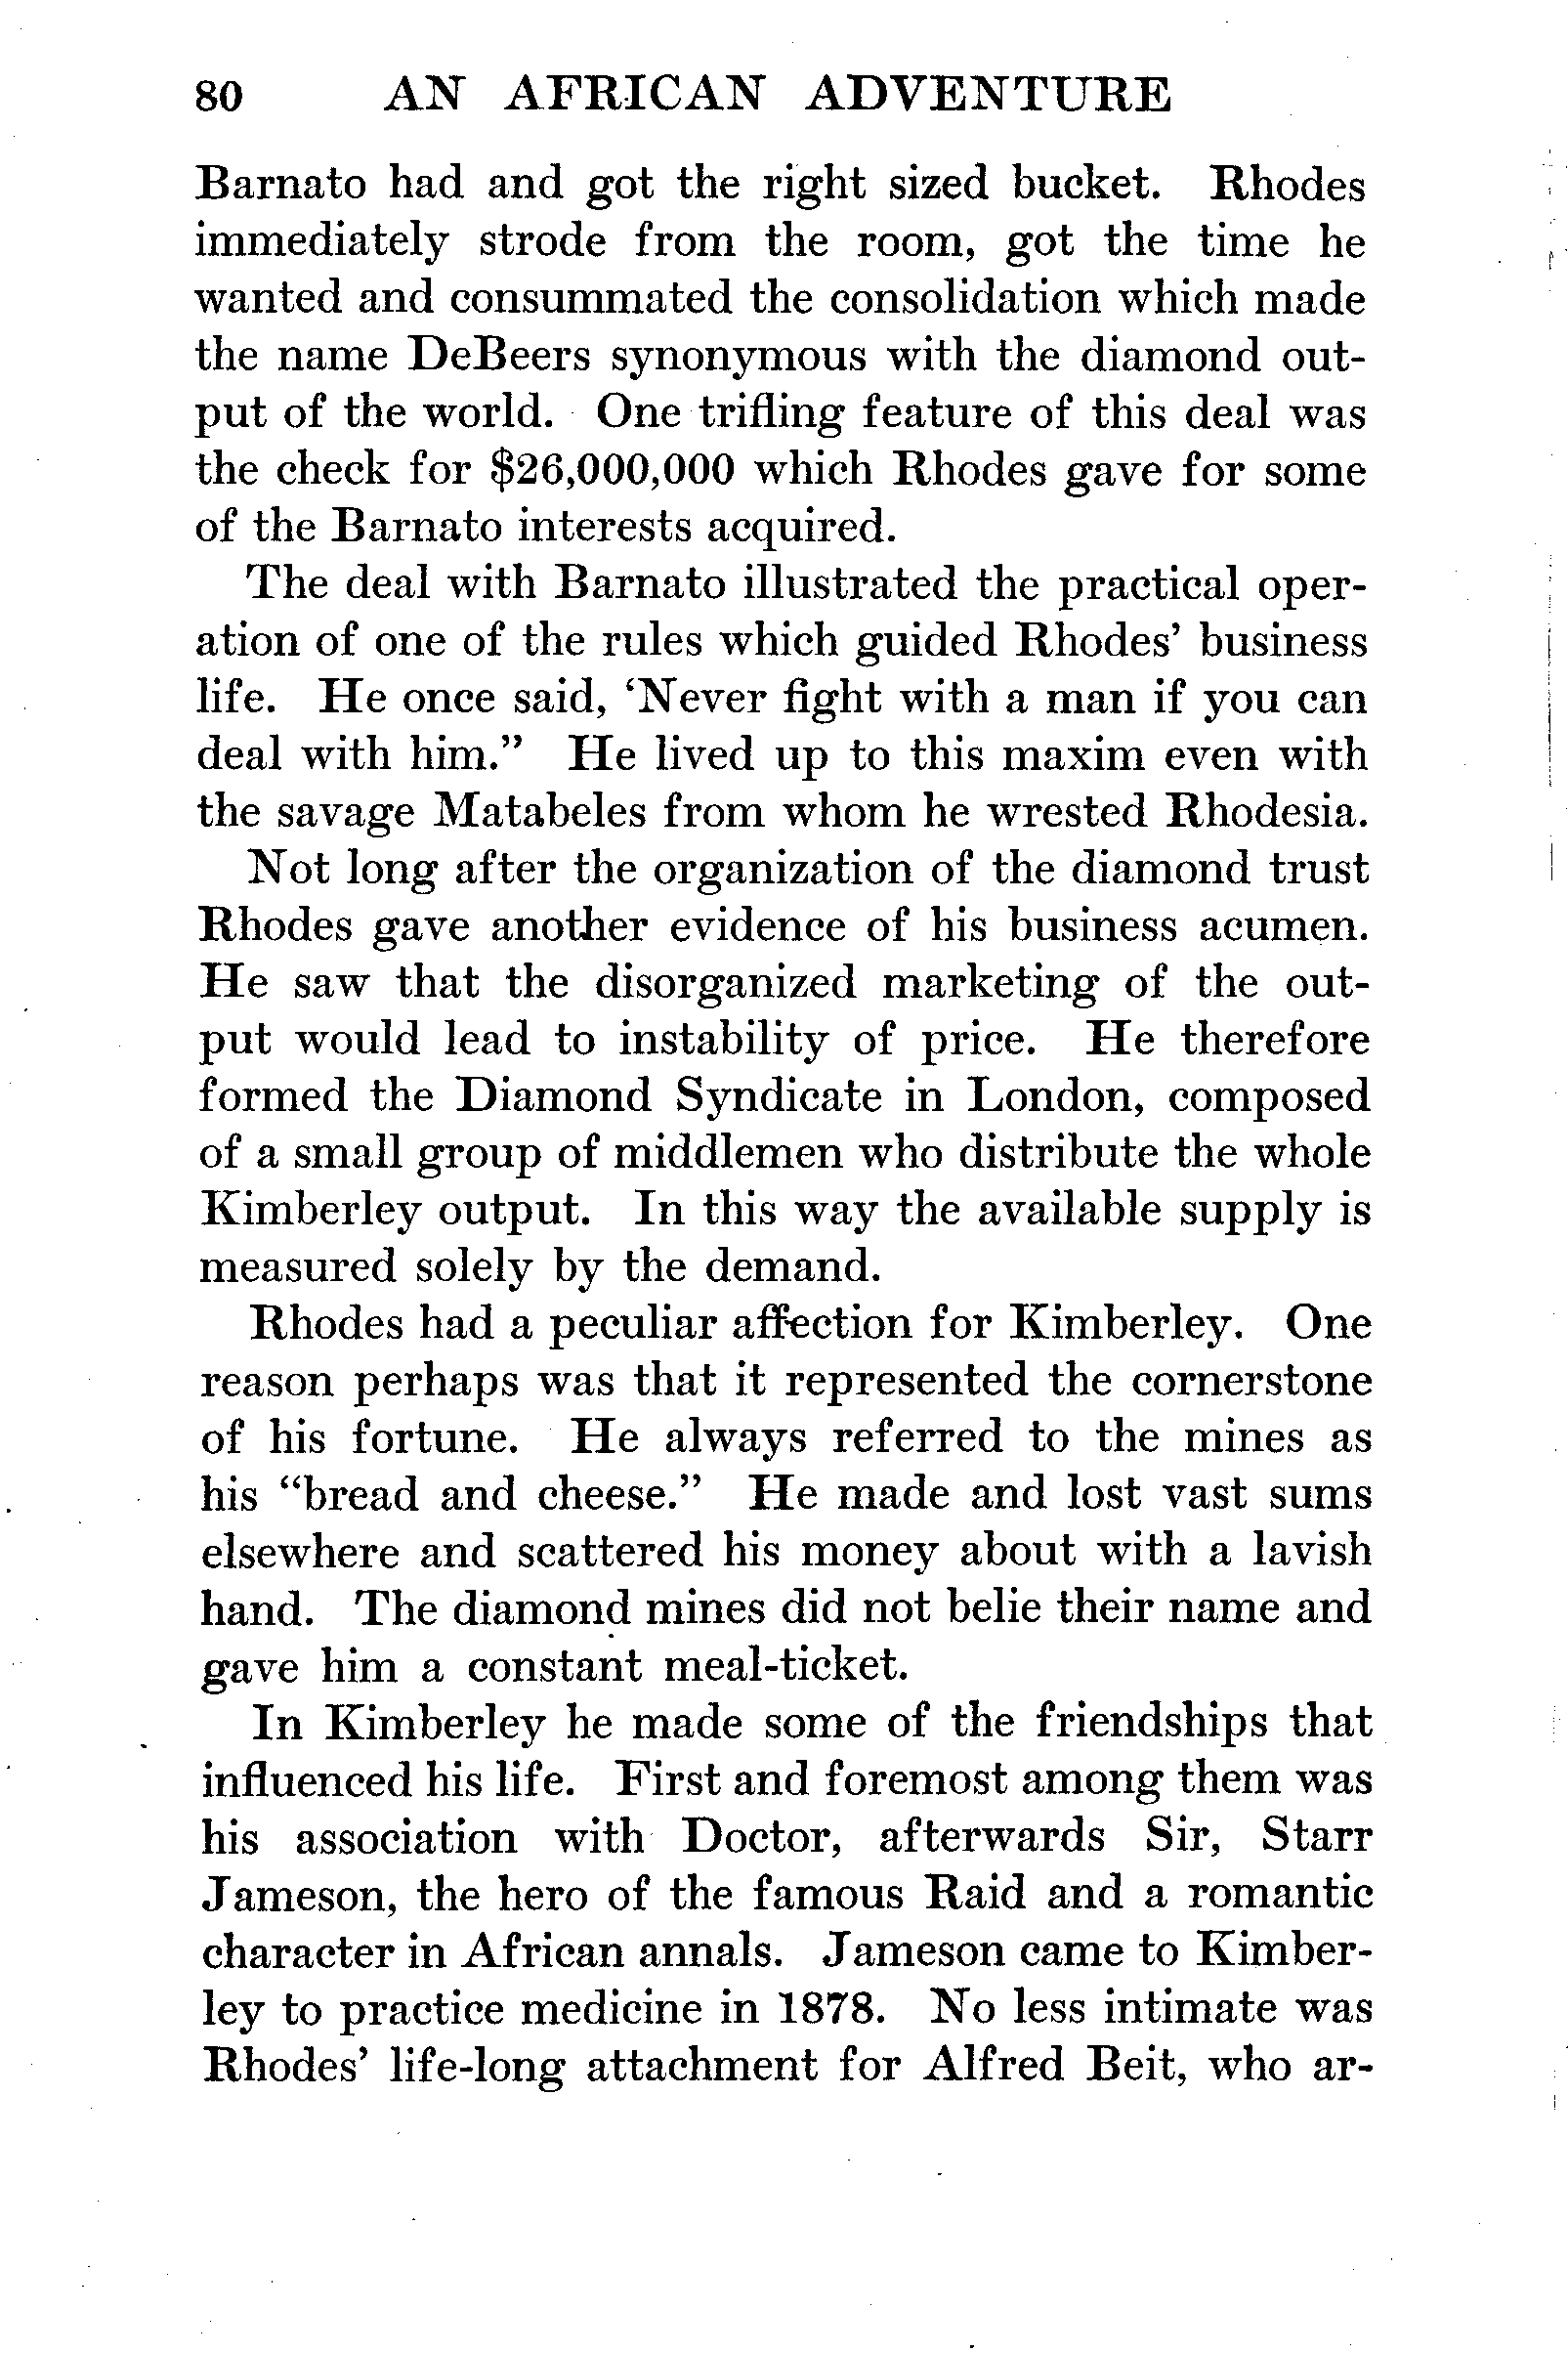 80 AN AFRICAN ADVENTURE
Barnato had and got the right sized bucket. Rhodes
immediately strode from the room, got the time he
wanted and consummated the consolidation which made
the name DeBeers synonymous with the diamond out-
put of the world. One trifling feature of this deal was
the check for $26,000,000 which Rhodes gave for some
of the Barnato interests acquired.
The deal with Barnato illustrated the practical oper-
ation of one of the rules which guided Rhodes' business
life. He once said, 'Never fight with a man if you can
deal with him." He lived up to this maxim even with
the savage Matabeles from whom he wrested Rhodesia.
Not long after the organization of the diamond trust
Rhodes gave another evidence of his business acumen.
He saw that the disorganized marketing of the out-
put would lead to instability of price. He therefore
formed the Diamond Syndicate in London, composed
of a small group of middlemen who distribute the whole
Kimberley output. In this way the available supply is
measured solely by the demand.
Rhodes had a peculiar affection for Kimberley. One
reason perhaps was that it represented the cornerstone
of his fortune. He always referred to the mines as
his "bread and cheese." He made and lost vast sums
elsewhere and scattered his money about with a lavish
hand. The diamond mines did not belie their name and
gave him a constant meal-ticket.
In Kimberley he made some of the friendships that
influenced his life. First and foremost among them was
his association with Doctor, afterwards Sir, Starr
Jameson, the hero of the famous Raid and a romantic
character in African annals. Jameson came to Kimber-
ley to practice medicine in 1878. No less intimate was
Rhodes' life-long attachment for Alfred Beit, who ar-